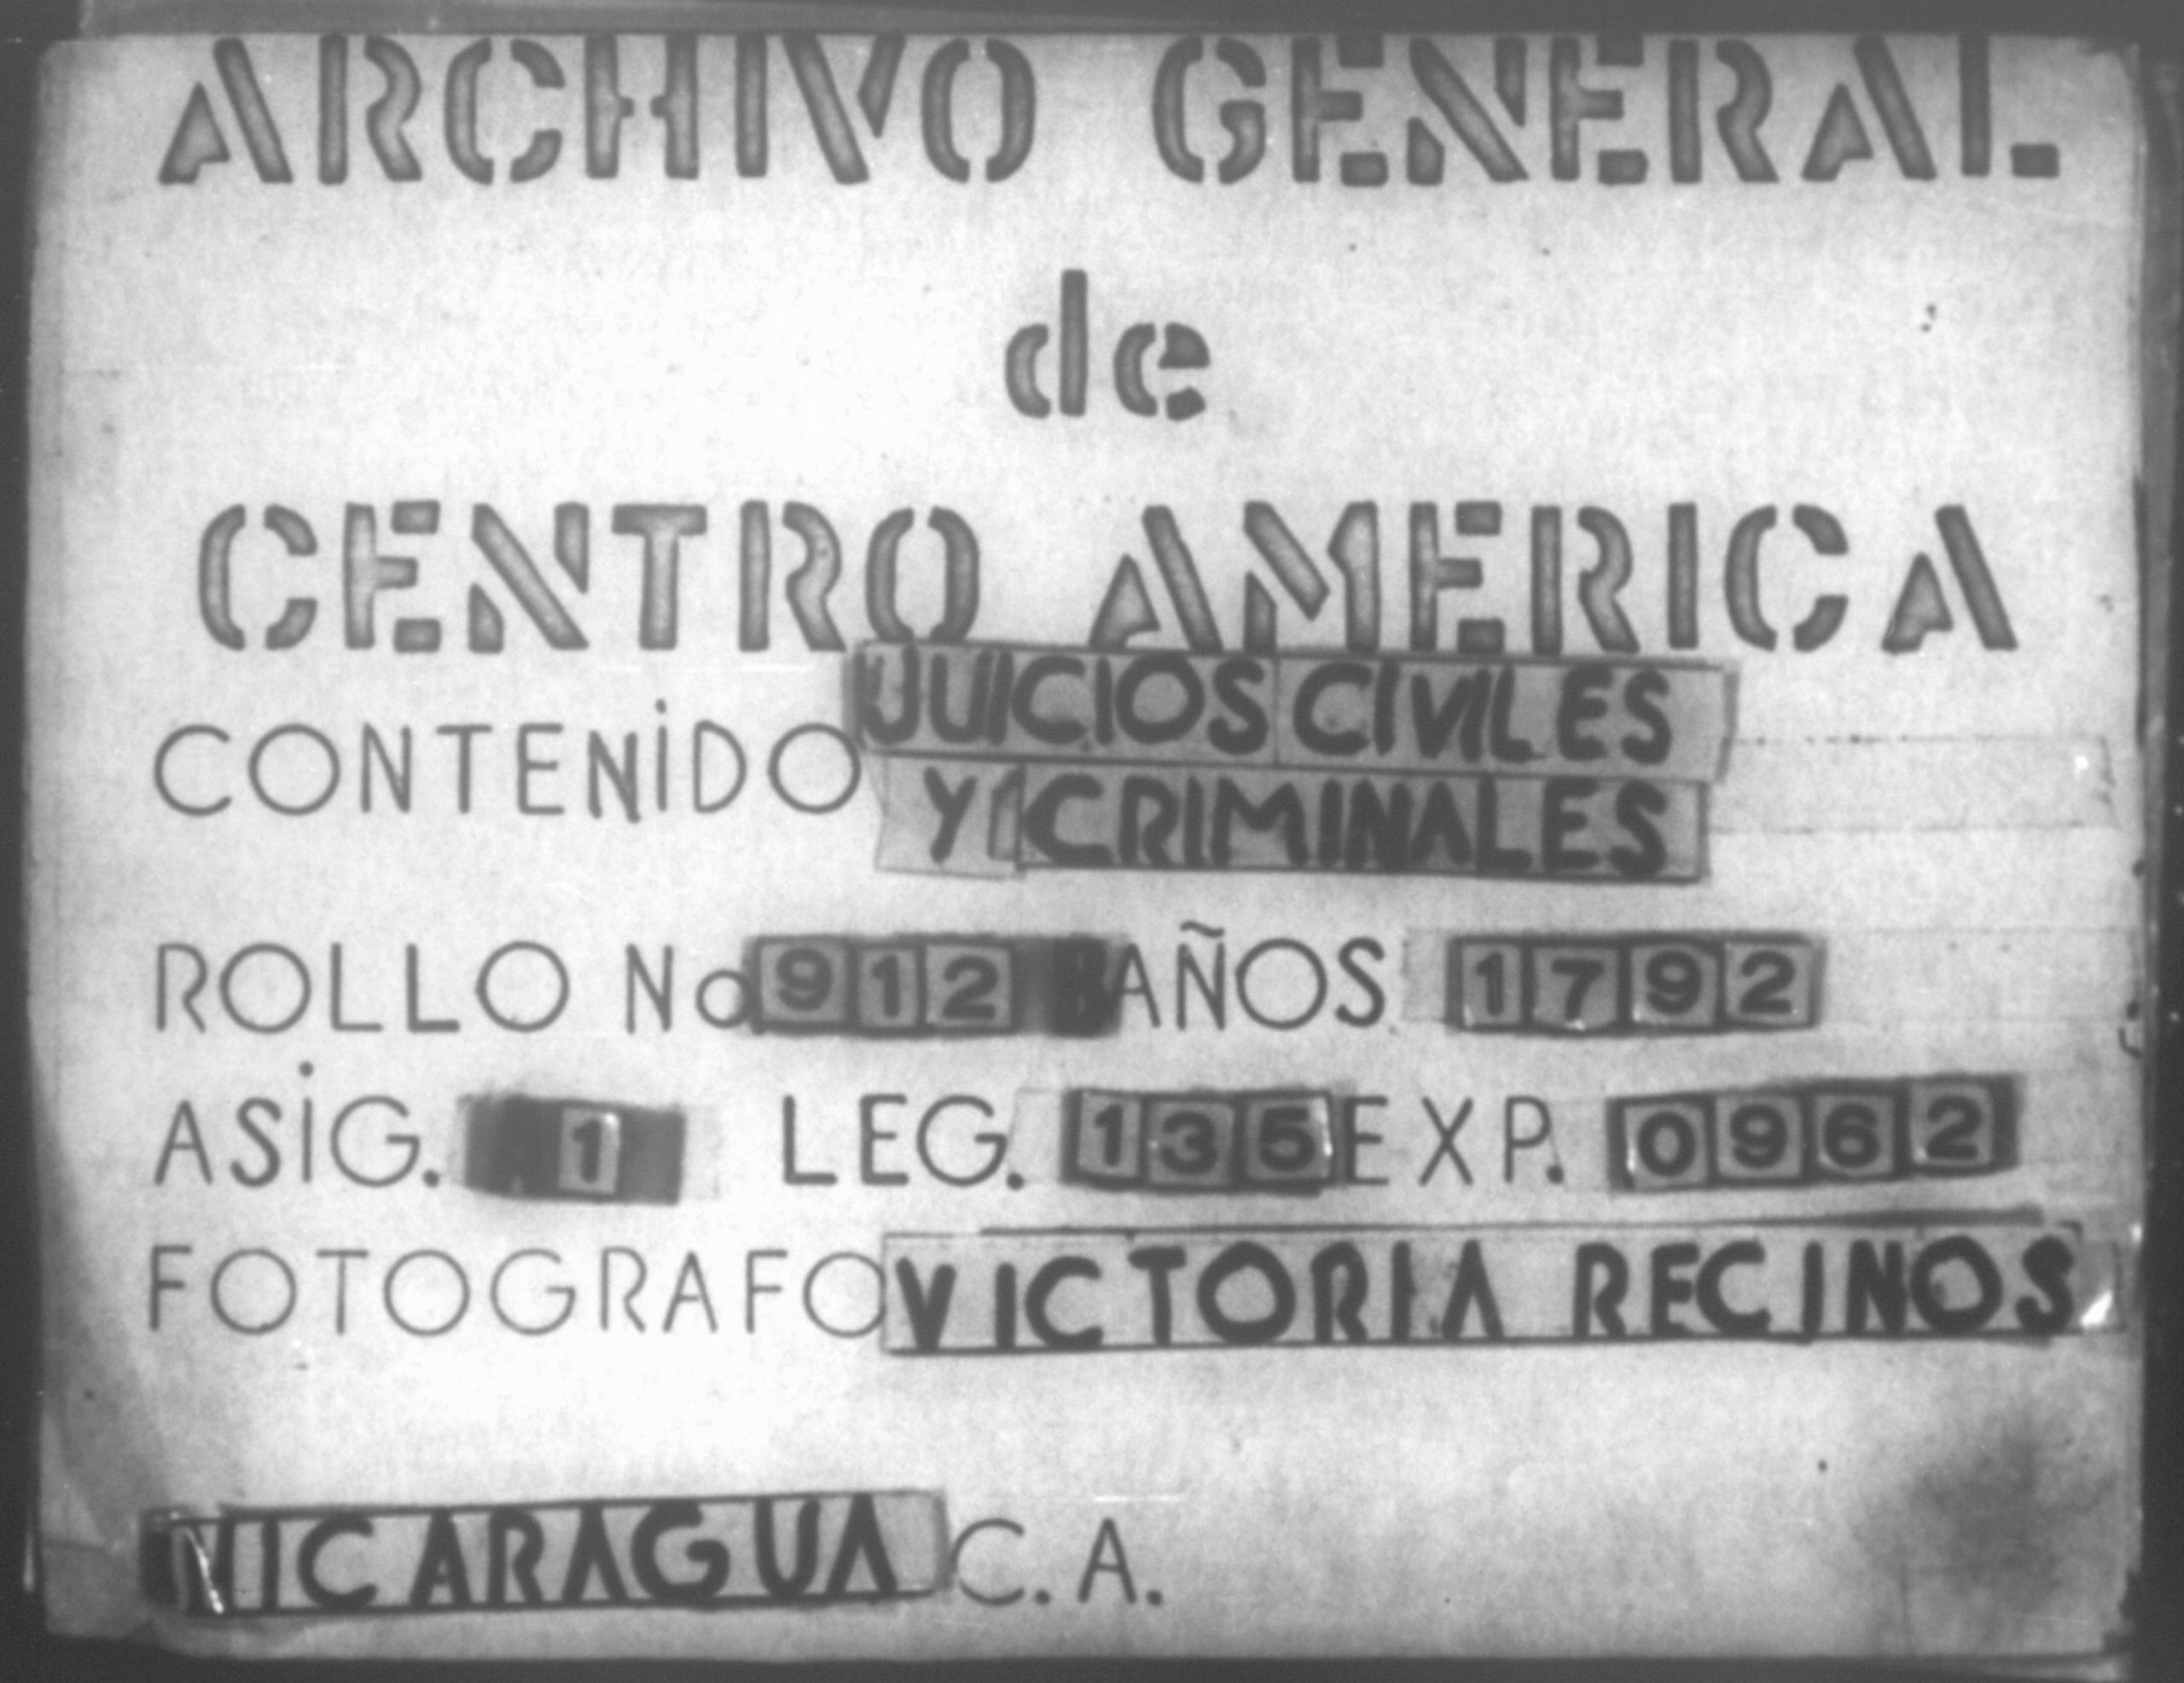 ARCHIVO GENERAL
de
CENTRO AMERICA
CONTENIDO JUICIOS CIVILES
Y CRIMINALES
ROLLO No 912 AÑOS 1792
ASIG. 1 LEG. 135 EXP. 0962
FOTOGRAFO VICTORIA RECINOS
NICARAGUA C.A.